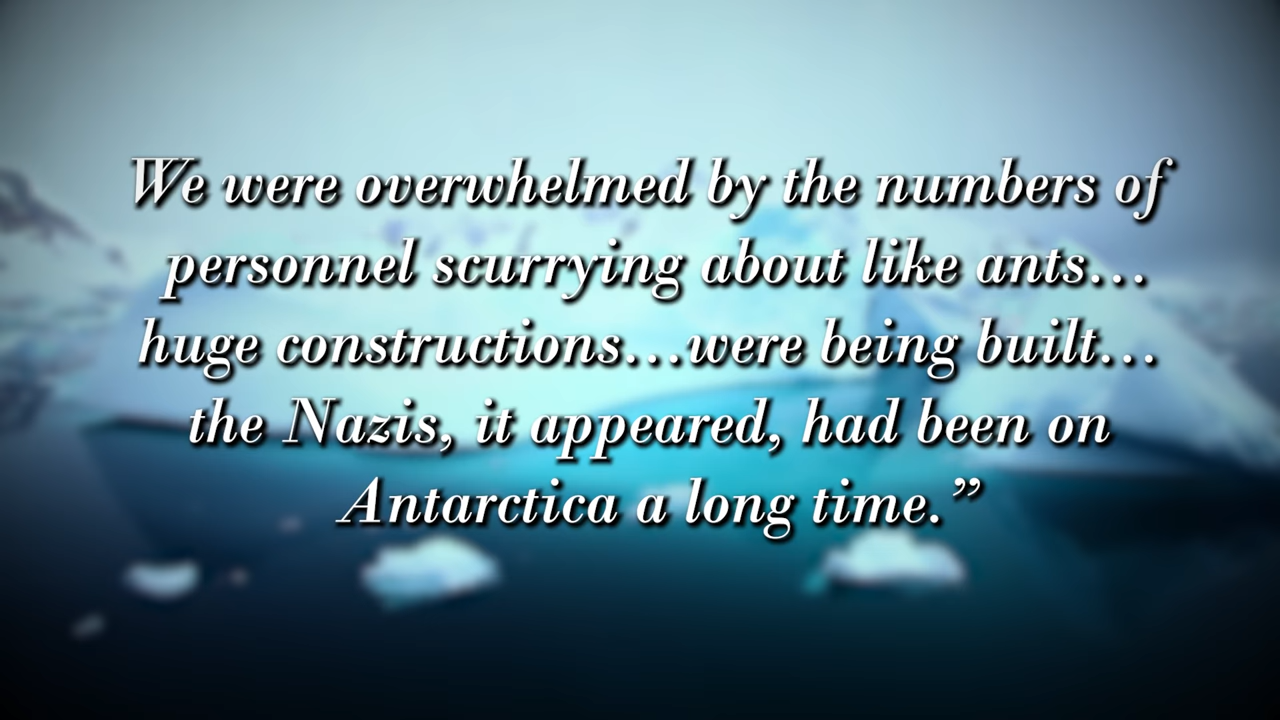 We were overwhelmed by the numbers of
personnel scurrying about like ants…
huge constructions…were being built…
the Nazis, it appeared, had been on
Antarctica a long time.”